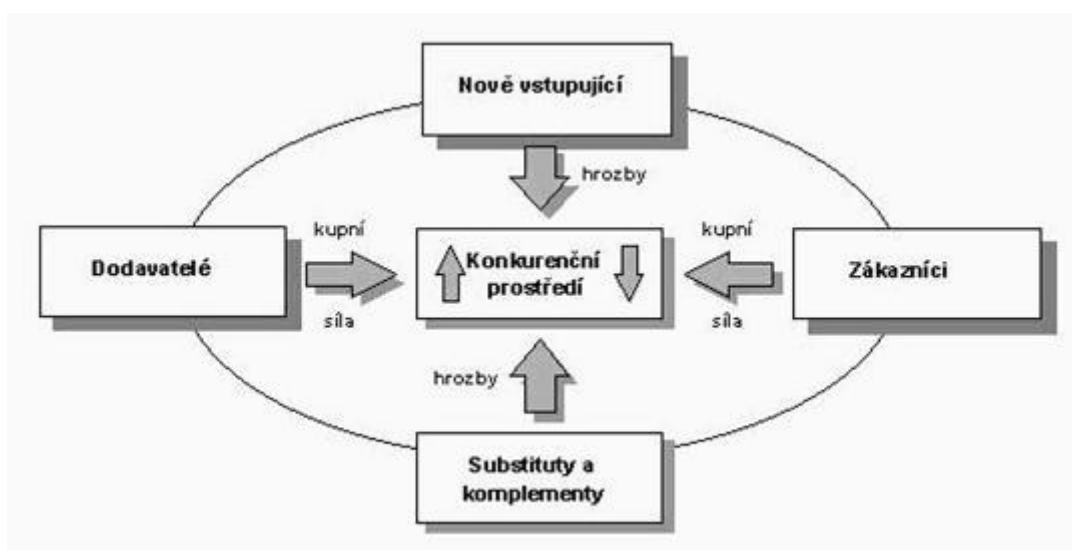 Nově vstupující
hrozby
kupní
kupní
Dodavatelé
Konkurenční
prostředí
Zákazníci
síla
síla
hrozby
Substituty a
komplementy